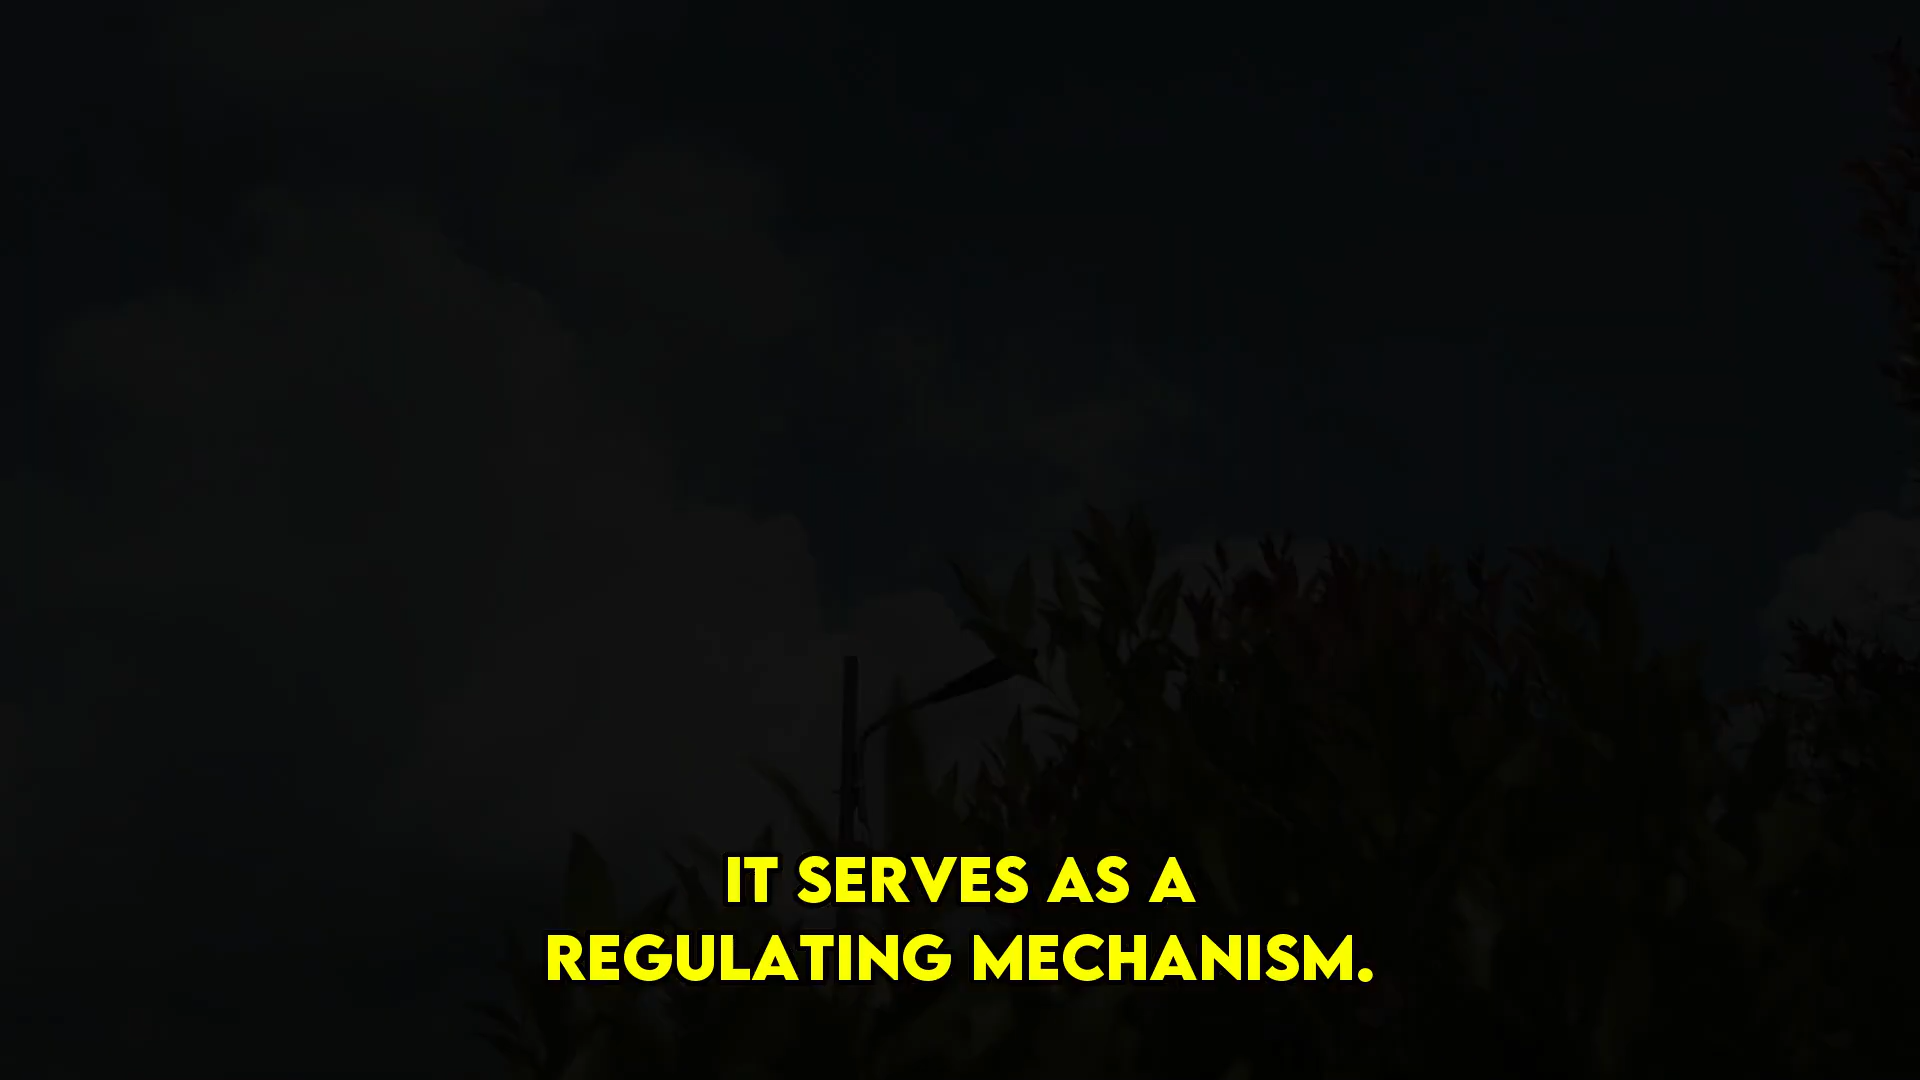 IT SERVES AS A
REGULATING MECHANISM.